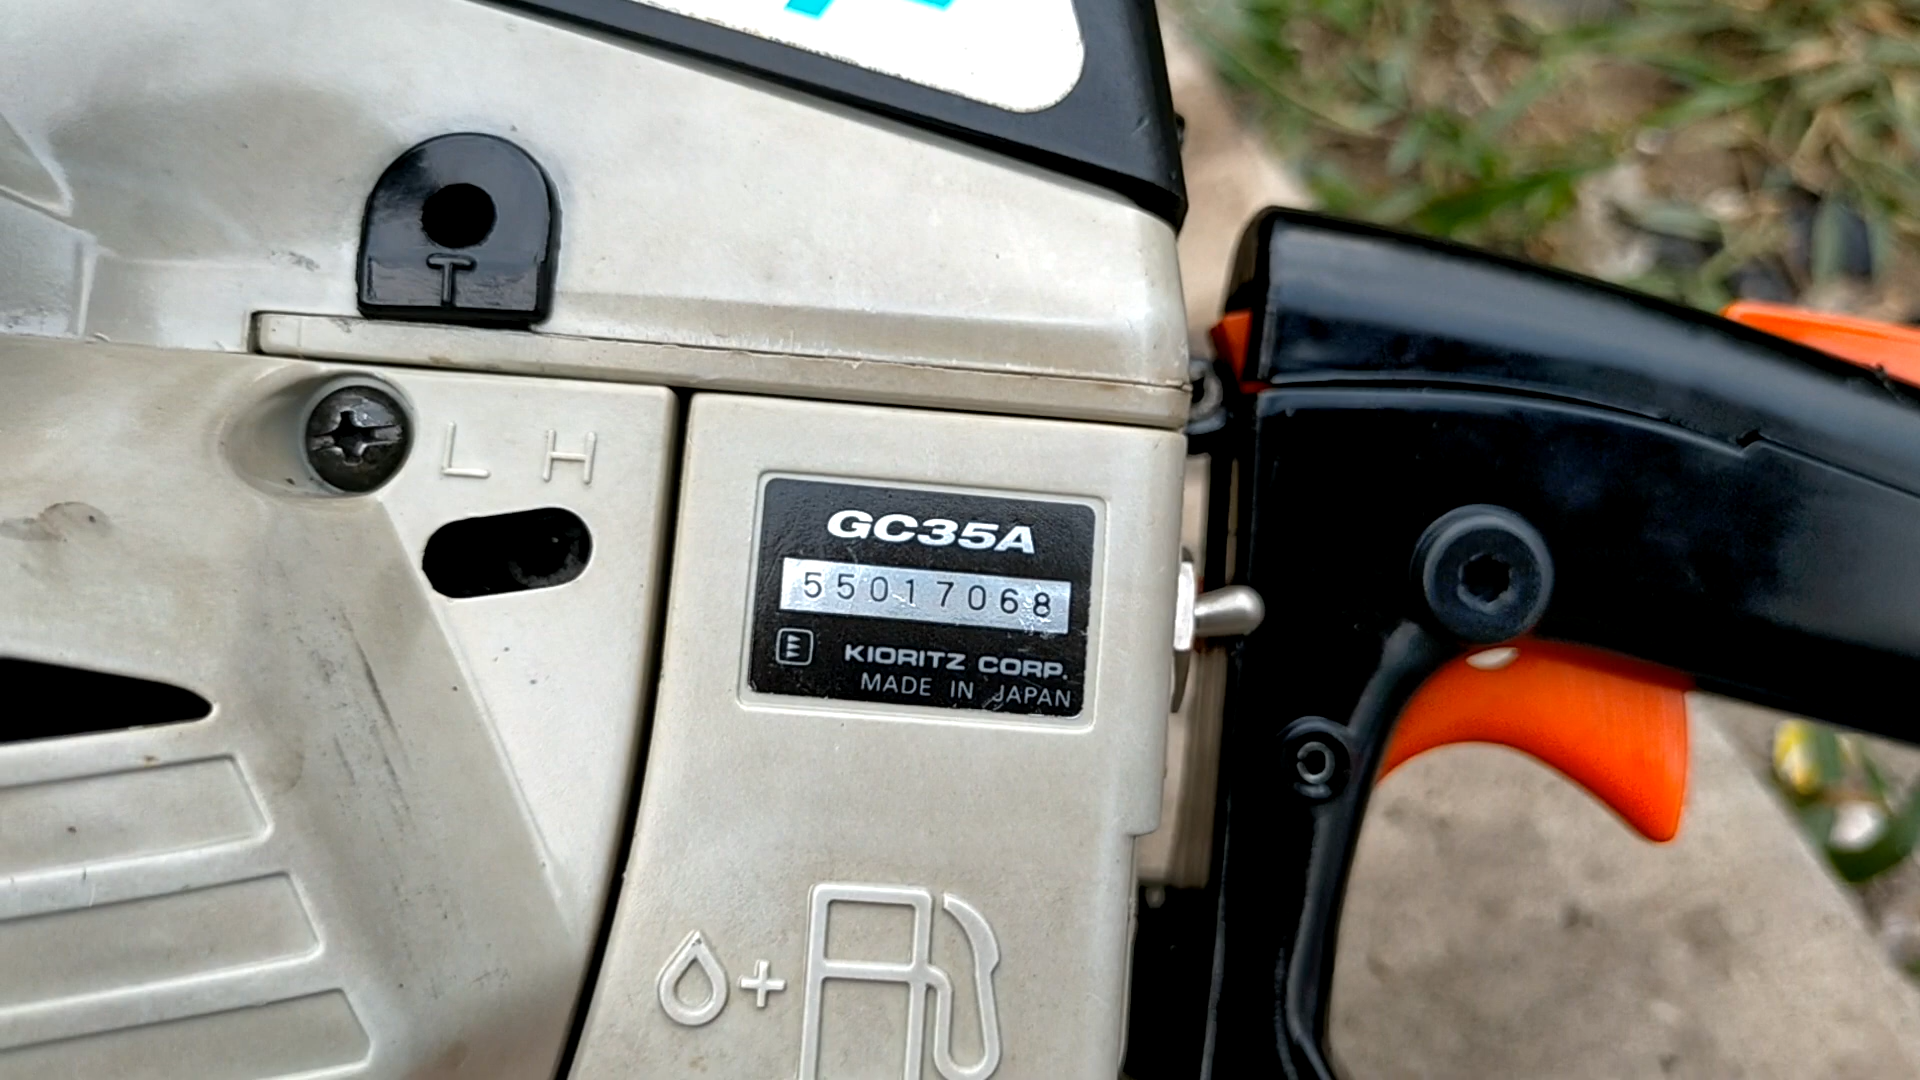 T
L H
GC35A
55017068
KIORITZ CORP.
MADE IN JAPAN